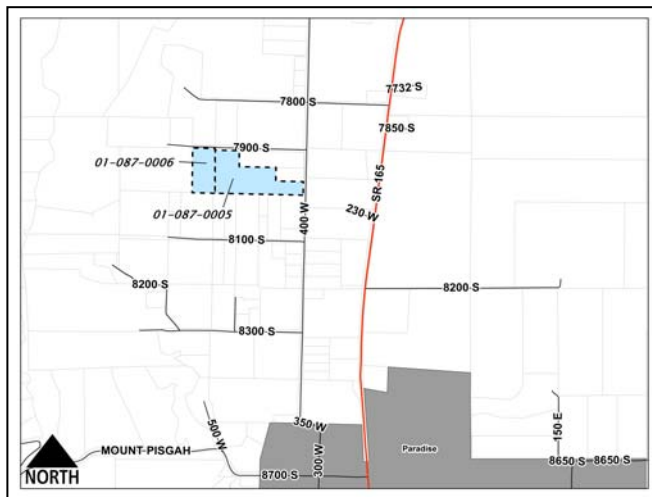 7732 S
7800 S
7850 S
7900 S
01-087-0006
SR 165
01-087-0005
230 W
400 W
8100 S
8200 S
8200 S
8300 S
500 W
350 W
150 E
MOUNT PISGAH
300 W
Paradise
8650 S
8650 S
8700 S
NORTH